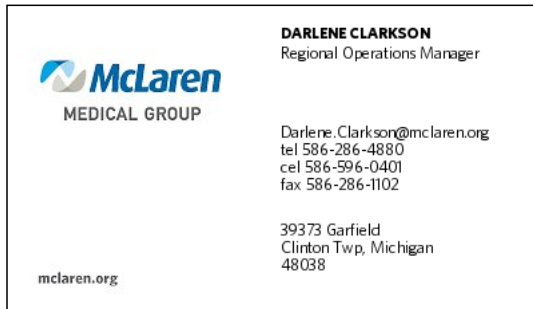 McLaren
MEDICAL GROUP
mclaren.org
DARLENE CLARKSON
Regional Operations Manager
Darlene.Clarkson@mclaren.org
tel 586-286-4880
cel 586-596-0401
fax 586-286-1102
39373 Garfield
Clinton Twp, Michigan
48038